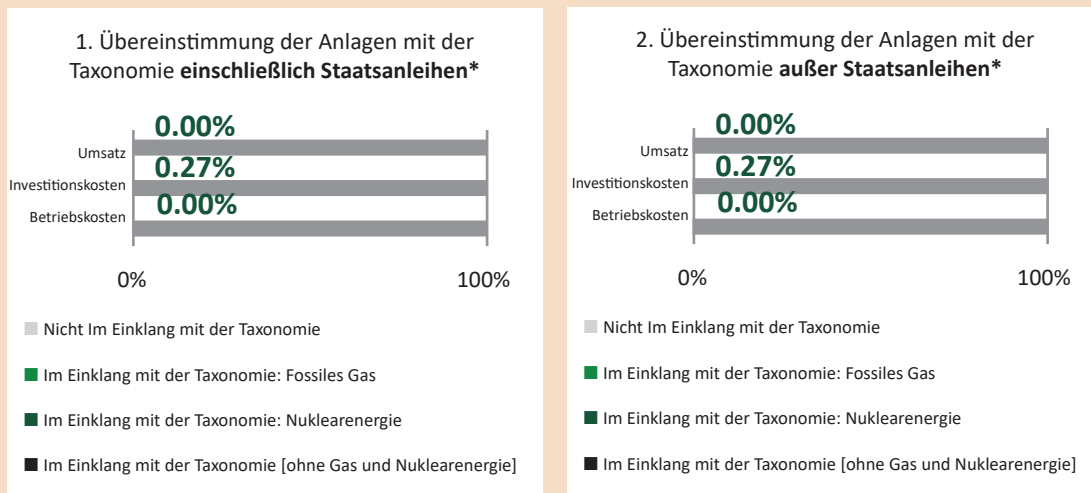 1. Übereinstimmung der Anlagen mit der
Taxonomie einschließlich Staatsanleihen*
0.00%
Umsatz
0.27%
Investitionskosten
0.00%
Betriebskosten
0% 100%
Nicht Im Einklang mit der Taxonomie
Im Einklang mit der Taxonomie: Fossiles Gas
Im Einklang mit der Taxonomie: Nuklearenergie
Im Einklang mit der Taxonomie [ohne Gas und Nuklearenergie]
2. Übereinstimmung der Anlagen mit der
Taxonomie außer Staatsanleihen*
0.00%
Umsatz
0.27%
Investitionskosten
0.00%
Betriebskosten
0% 100%
Nicht Im Einklang mit der Taxonomie
Im Einklang mit der Taxonomie: Fossiles Gas
Im Einklang mit der Taxonomie: Nuklearenergie
Im Einklang mit der Taxonomie [ohne Gas und Nuklearenergie]